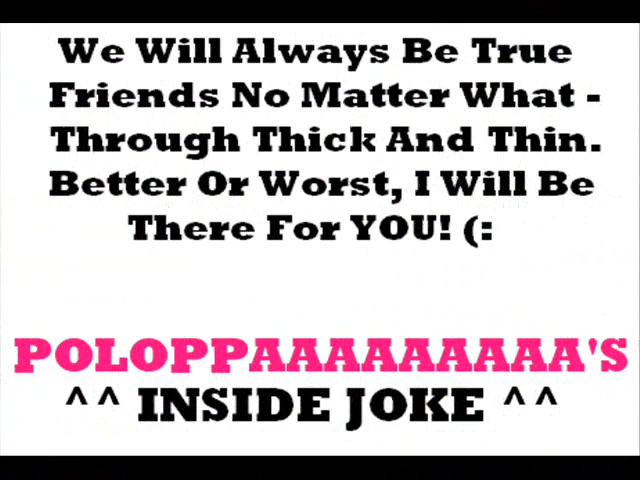 We Will Always Be True
Friends No Matter What -
Through Thick And Thin.
Better Or Worst, I Will Be
There For YOU! (:
POLOPPAAAAAAAAAA'S
^^ INSIDE JOKE ^^